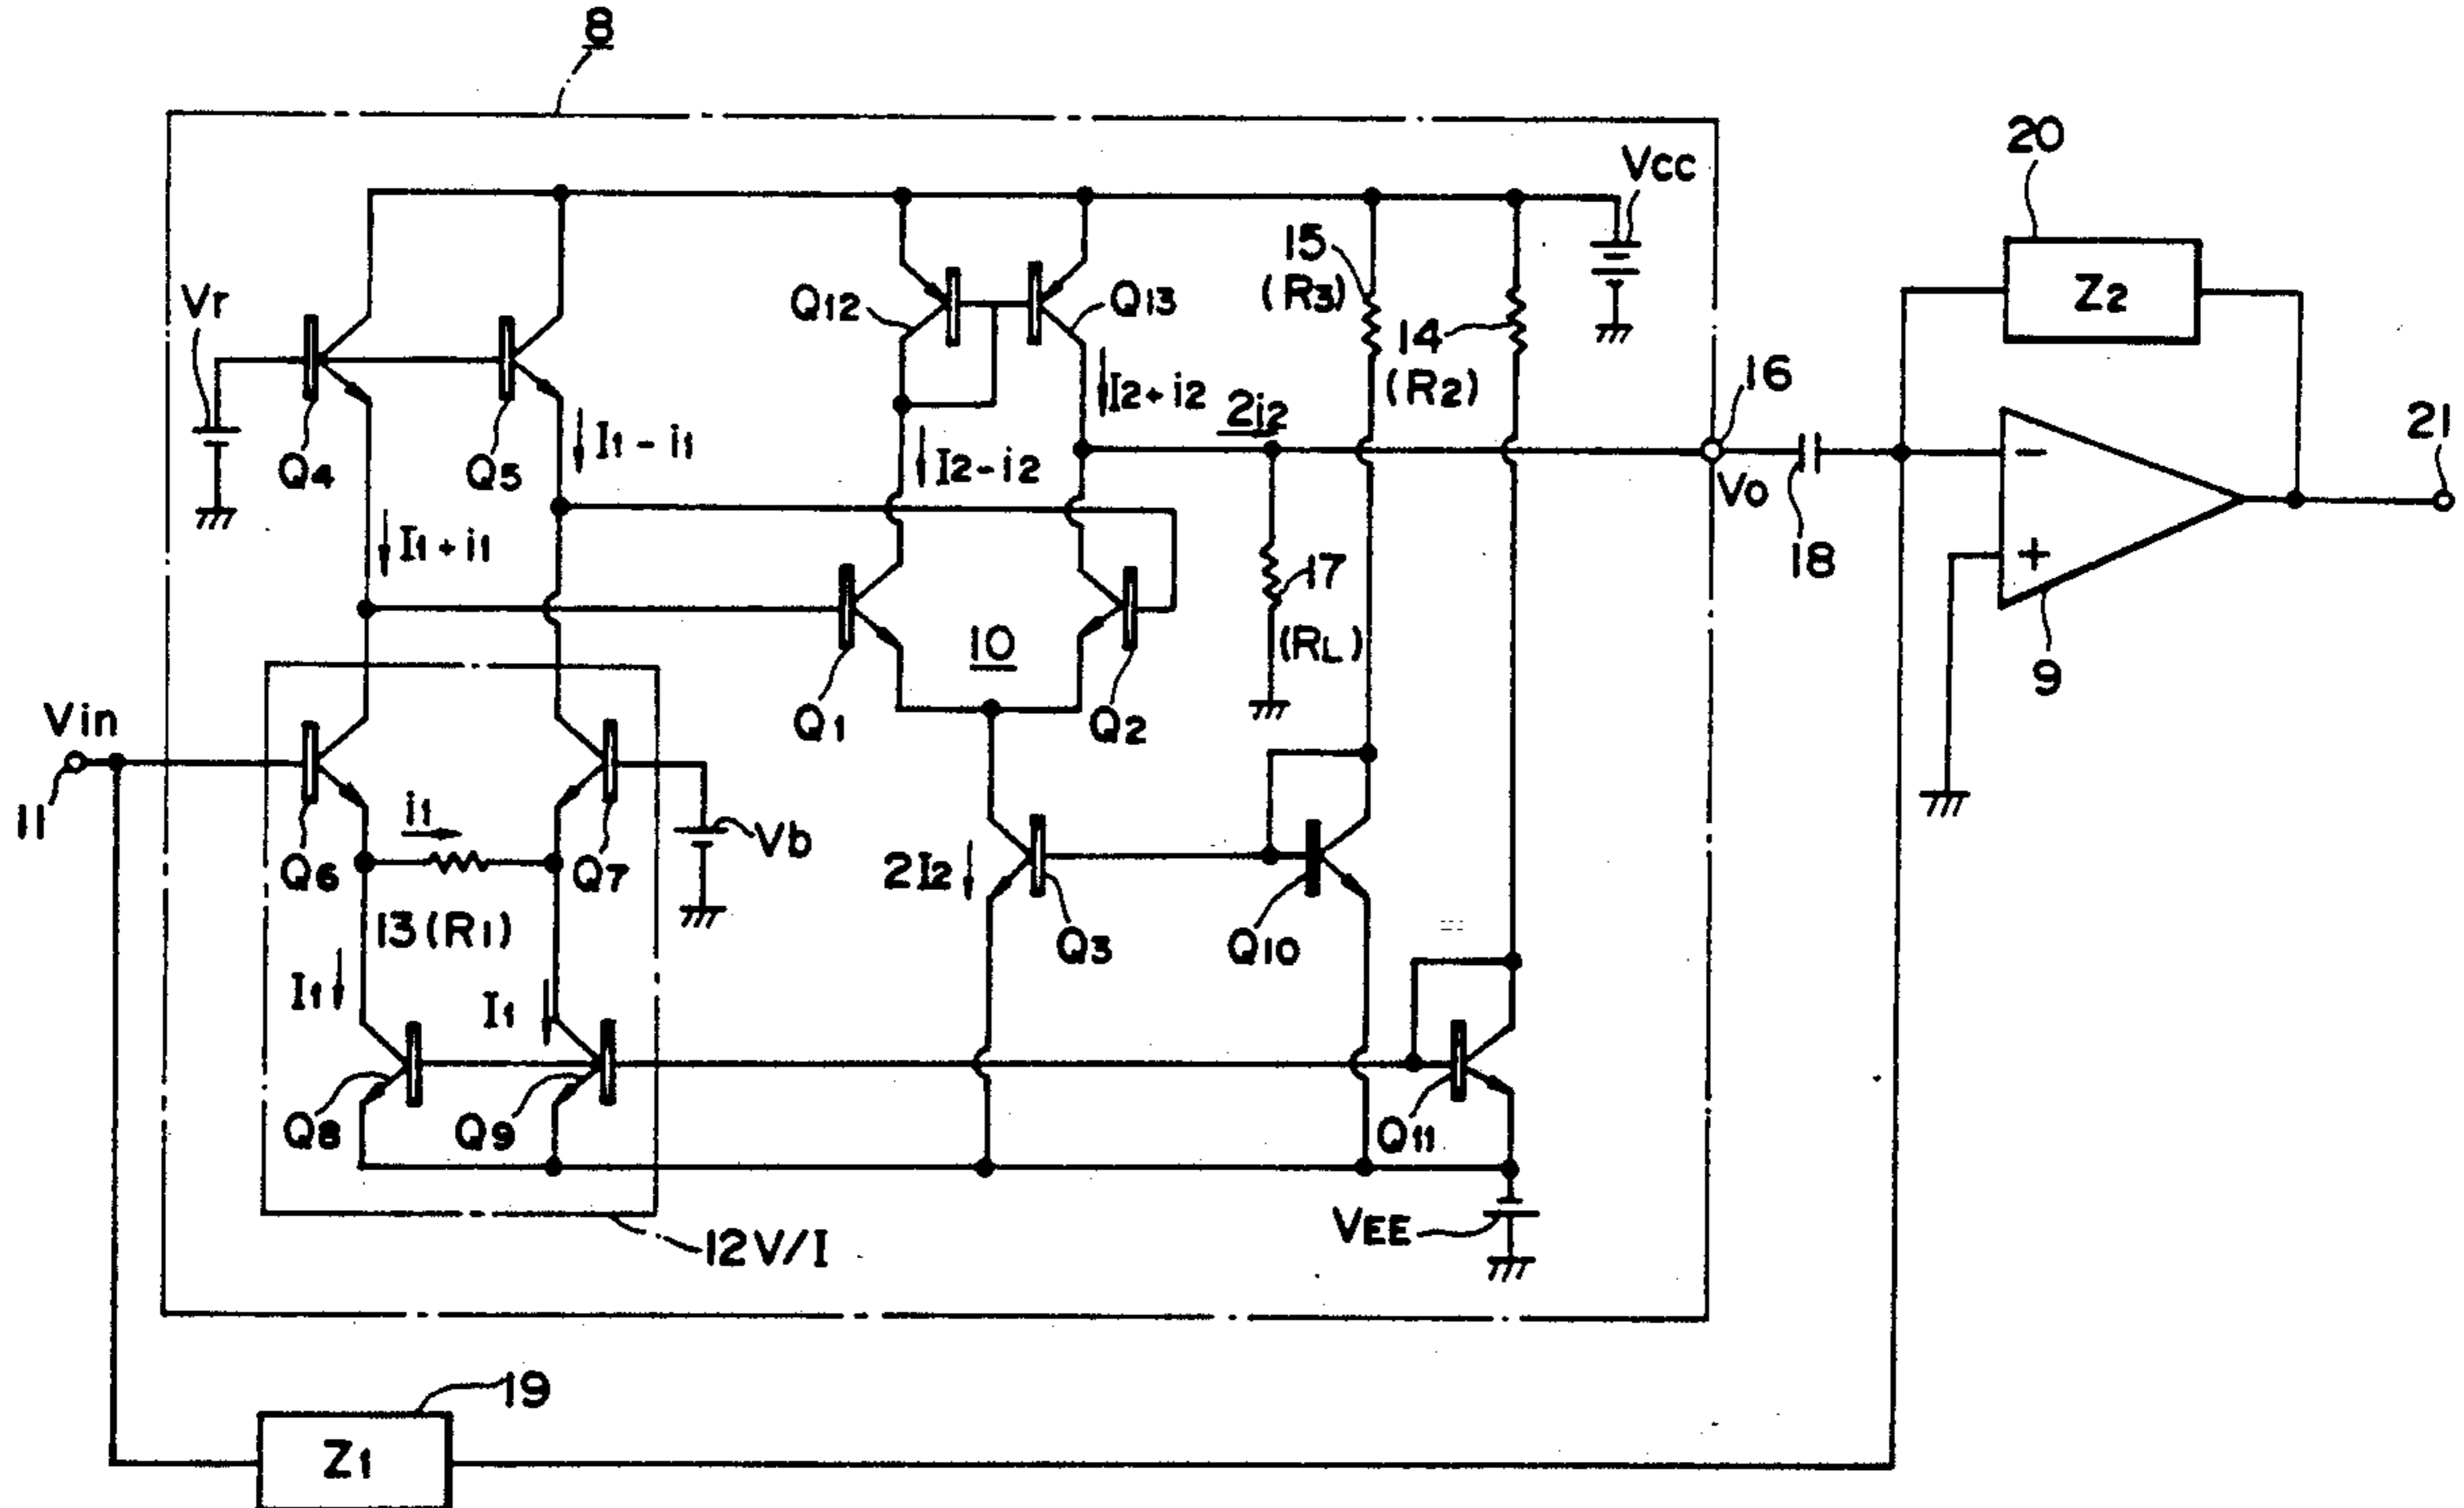 8
Vcc
20
Z2
15
(R3)
Vr
Q12
Q13
14
(R2)
16
21
I2+i2
2i2
Q4
Q5
I1-i1
I2-i2
Vo
18
I1+i1
17
(RL)
10
9
Q1
Q2
Vin
11
i1
Vb
Q6
Q7
2I2
13(R1)
Q3
Q10
I1
I1
Q8
Q9
Q11
VEE
12V/I
19
Z1
-
+